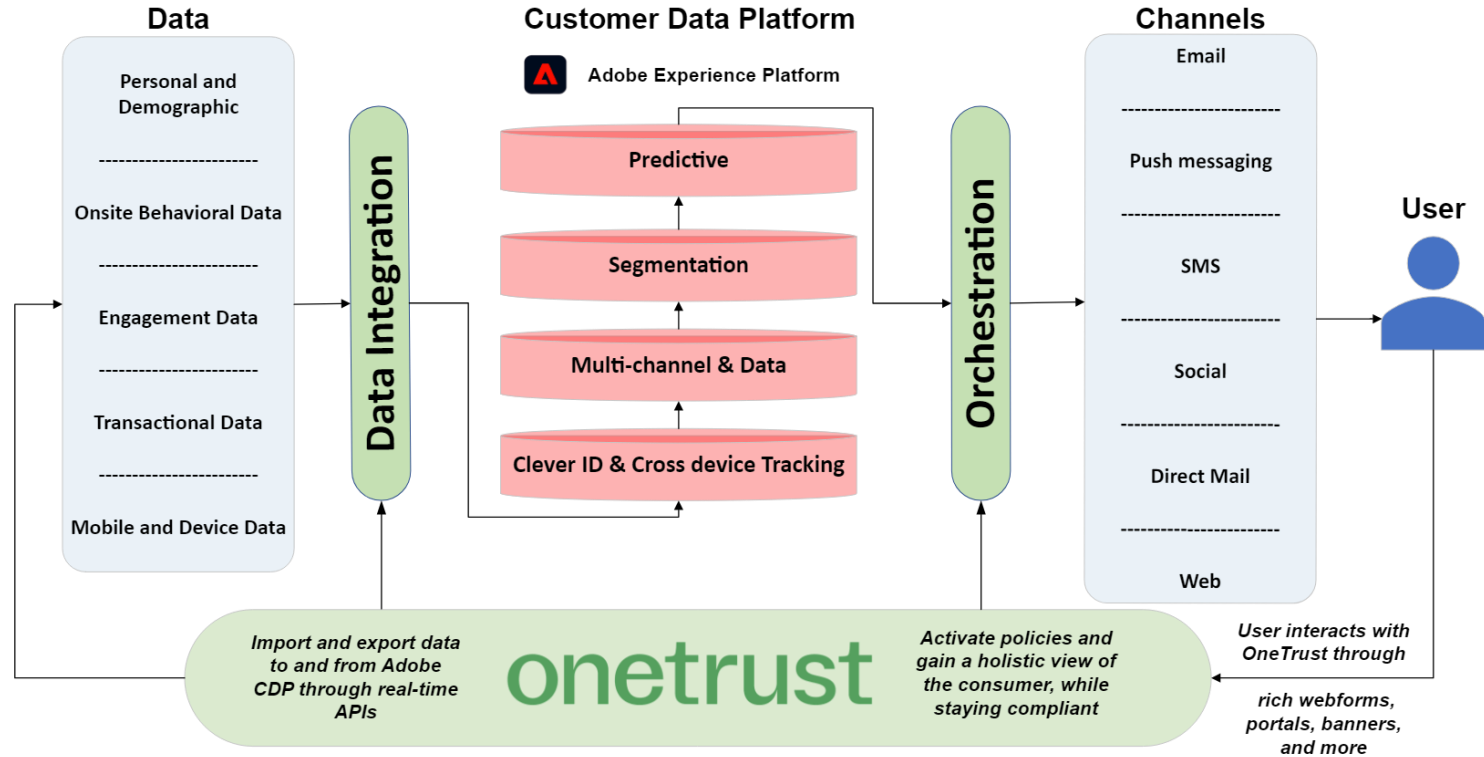 Data
Personal and
Demographic
Onsite Behavioral Data
Engagement Data
Transactional Data
Mobile and Device Data
Data Integration
Customer Data Platform
Adobe Experience Platform
Predictive
Segmentation
Multi-channel & Data
Clever ID & Cross device Tracking
Orchestration
Channels
Email
Push messaging
SMS
Social
Direct Mail
Web
User
Import and export data
to and from Adobe
CDP through real-time
APIs
onetrust
Activate policies and
gain a holistic view of
the consumer, while
staying compliant
User interacts with
OneTrust through
rich webforms,
portals, banners,
and more